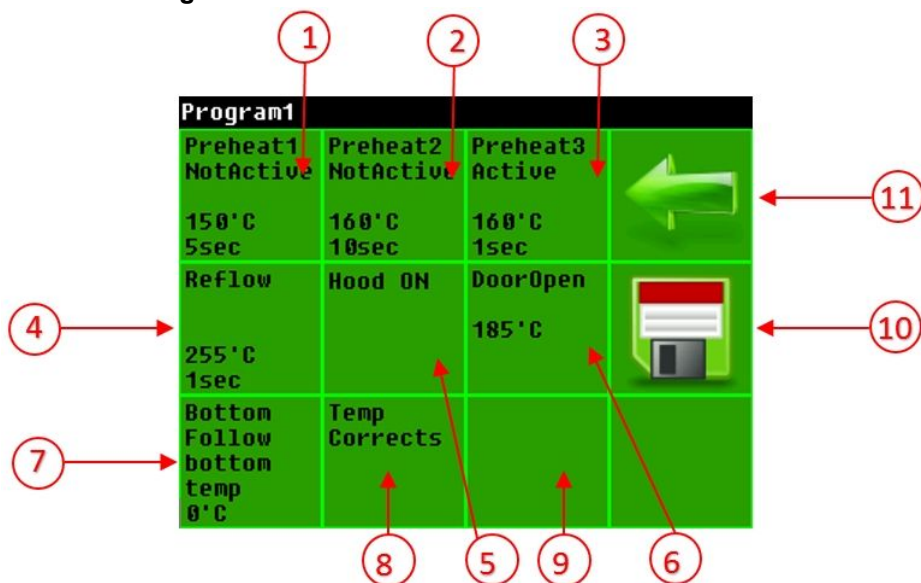 1
2
3
Program1
Preheat1
NotActive
150'C
5sec
Preheat2
NotActive
160'C
10sec
Preheat3
Active
160'C
1sec
11
4
Reflow
255'C
1sec
Hood ON
DoorOpen
185'C
10
7
Bottom
Follow
bottom
temp
0'C
Temp
Corrects
8
5
9
6